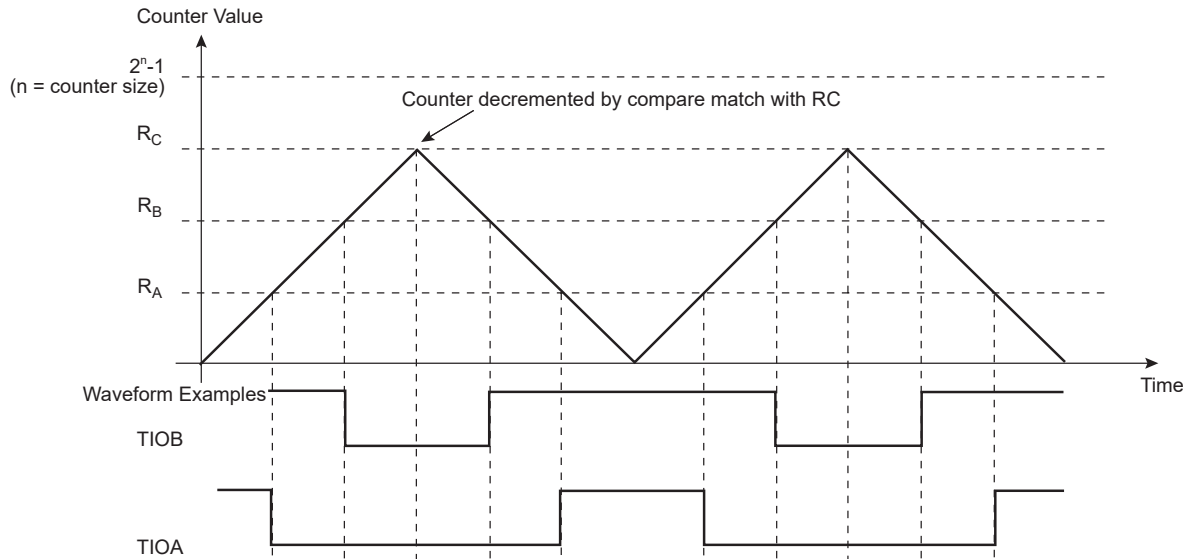 Counter Value
2ⁿ-1
(n = counter size)
Counter decremented by compare match with RC
R_C
R_B
R_A
Time
Waveform Examples
TIOB
TIOA